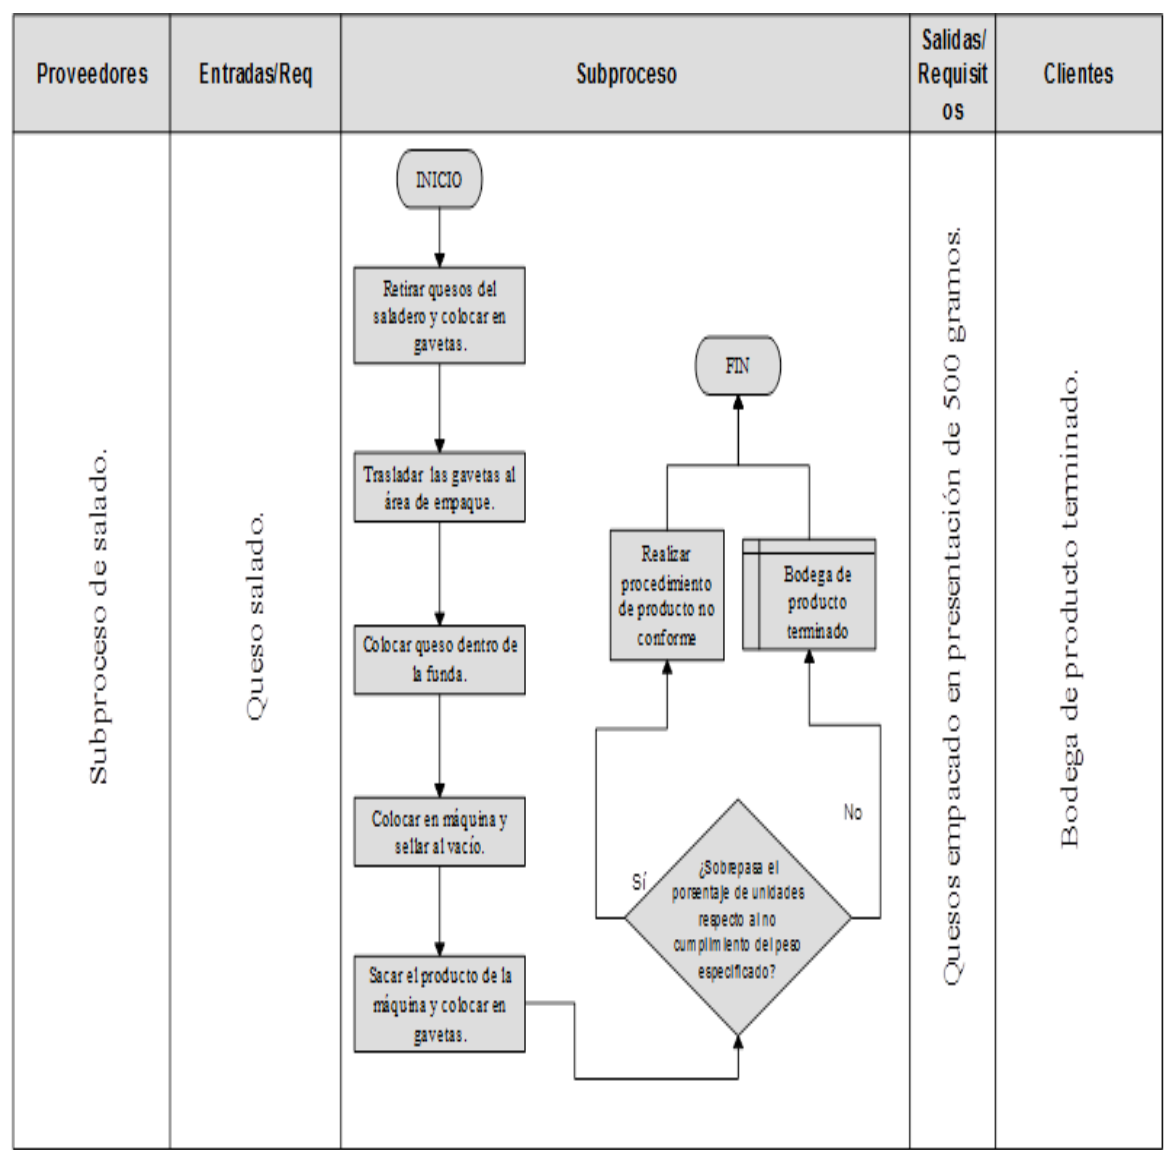 Proveedores
Entradas/Req
Subproceso
Salidas/
Requisit
os
Clientes
Subproceso de salado.
Queso salado.
INICIO
Retirar quesos del
saladero y colocar en
gavetas.
Trasladar las gavetas al
área de empaque.
Colocar queso dentro de
la funda.
Colocar en máquina y
sellar al vacío.
Sacar el producto de la
máquina y colocar en
gavetas.
¿Sobrepasa el
porsentaje de unidades
respecto al no
cumplimiento del peso
especificado?
Sí
No
Realizar
procedimiento
de producto no
conforme
Bodega de
producto
terminado
FIN
Quesos empacado en presentación de 500 gramos.
Bodega de producto terminado.